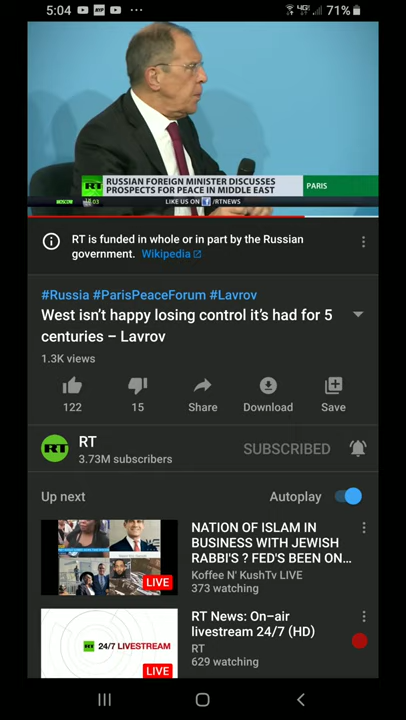 5:04
71%
RT
RUSSIAN FOREIGN MINISTER DISCUSSES
PROSPECTS FOR PEACE IN MIDDLE EAST
PARIS
MOSCOW 18:03
LIKE US ON f /RTNEWS
RT is funded in whole or in part by the Russian
government. Wikipedia
#Russia #ParisPeaceForum #Lavrov
West isn't happy losing control it's had for 5
centuries – Lavrov
1.3K views
122
15
Share
Download
Save
RT
RT
3.73M subscribers
SUBSCRIBED
Up next
Autoplay
NATION OF ISLAM IN
BUSINESS WITH JEWISH
RABBI'S ? FED'S BEEN ON...
Koffee N' KushTv LIVE
373 watching
LIVE
RT News: On–air
livestream 24/7 (HD)
RT
629 watching
RT 24/7 LIVESTREAM
LIVE